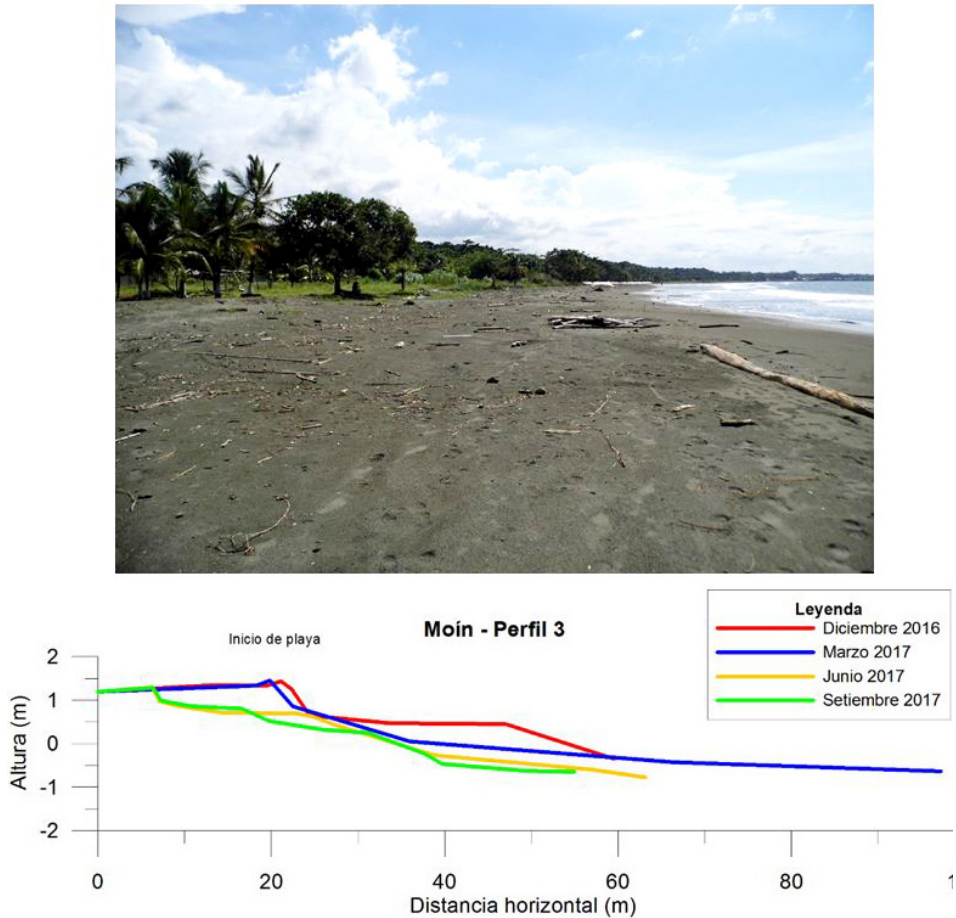 Moín - Perfil 3
Inicio de playa
Leyenda
Diciembre 2016
Marzo 2017
Junio 2017
Setiembre 2017
Altura (m)
2
1
0
-1
-2
0
20
40
60
80
1
Distancia horizontal (m)